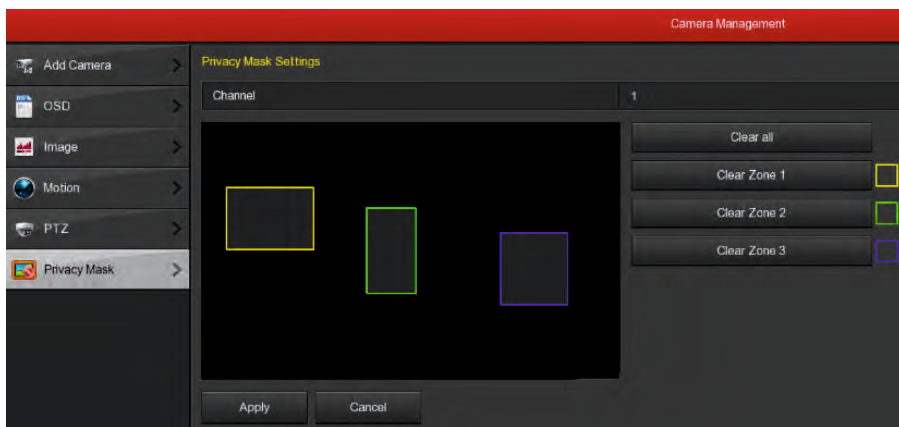 Camera Management
Add Camera
OSD
Image
Motion
PTZ
Privacy Mask
Privacy Mask Settings
Channel 1
Clear all
Clear Zone 1
Clear Zone 2
Clear Zone 3
Apply Cancel